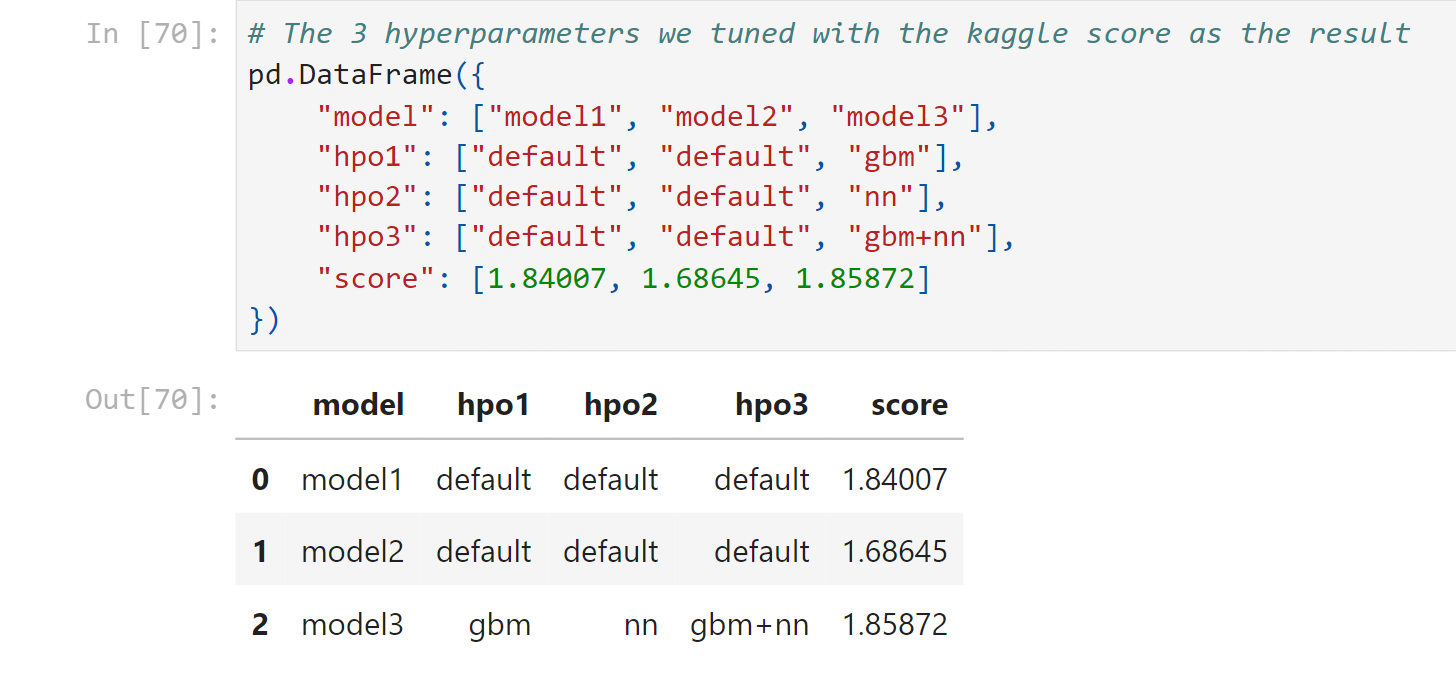 In [70]: # The 3 hyperparameters we tuned with the kaggle score as the result
pd.DataFrame({
    "model": ["model1", "model2", "model3"],
    "hpo1": ["default", "default", "gbm"],
    "hpo2": ["default", "default", "nn"],
    "hpo3": ["default", "default", "gbm+nn"],
    "score": [1.84007, 1.68645, 1.85872]
})
Out[70]: model hpo1 hpo2 hpo3 score
0 model1 default default default 1.84007
1 model2 default default default 1.68645
2 model3 gbm nn gbm+nn 1.85872